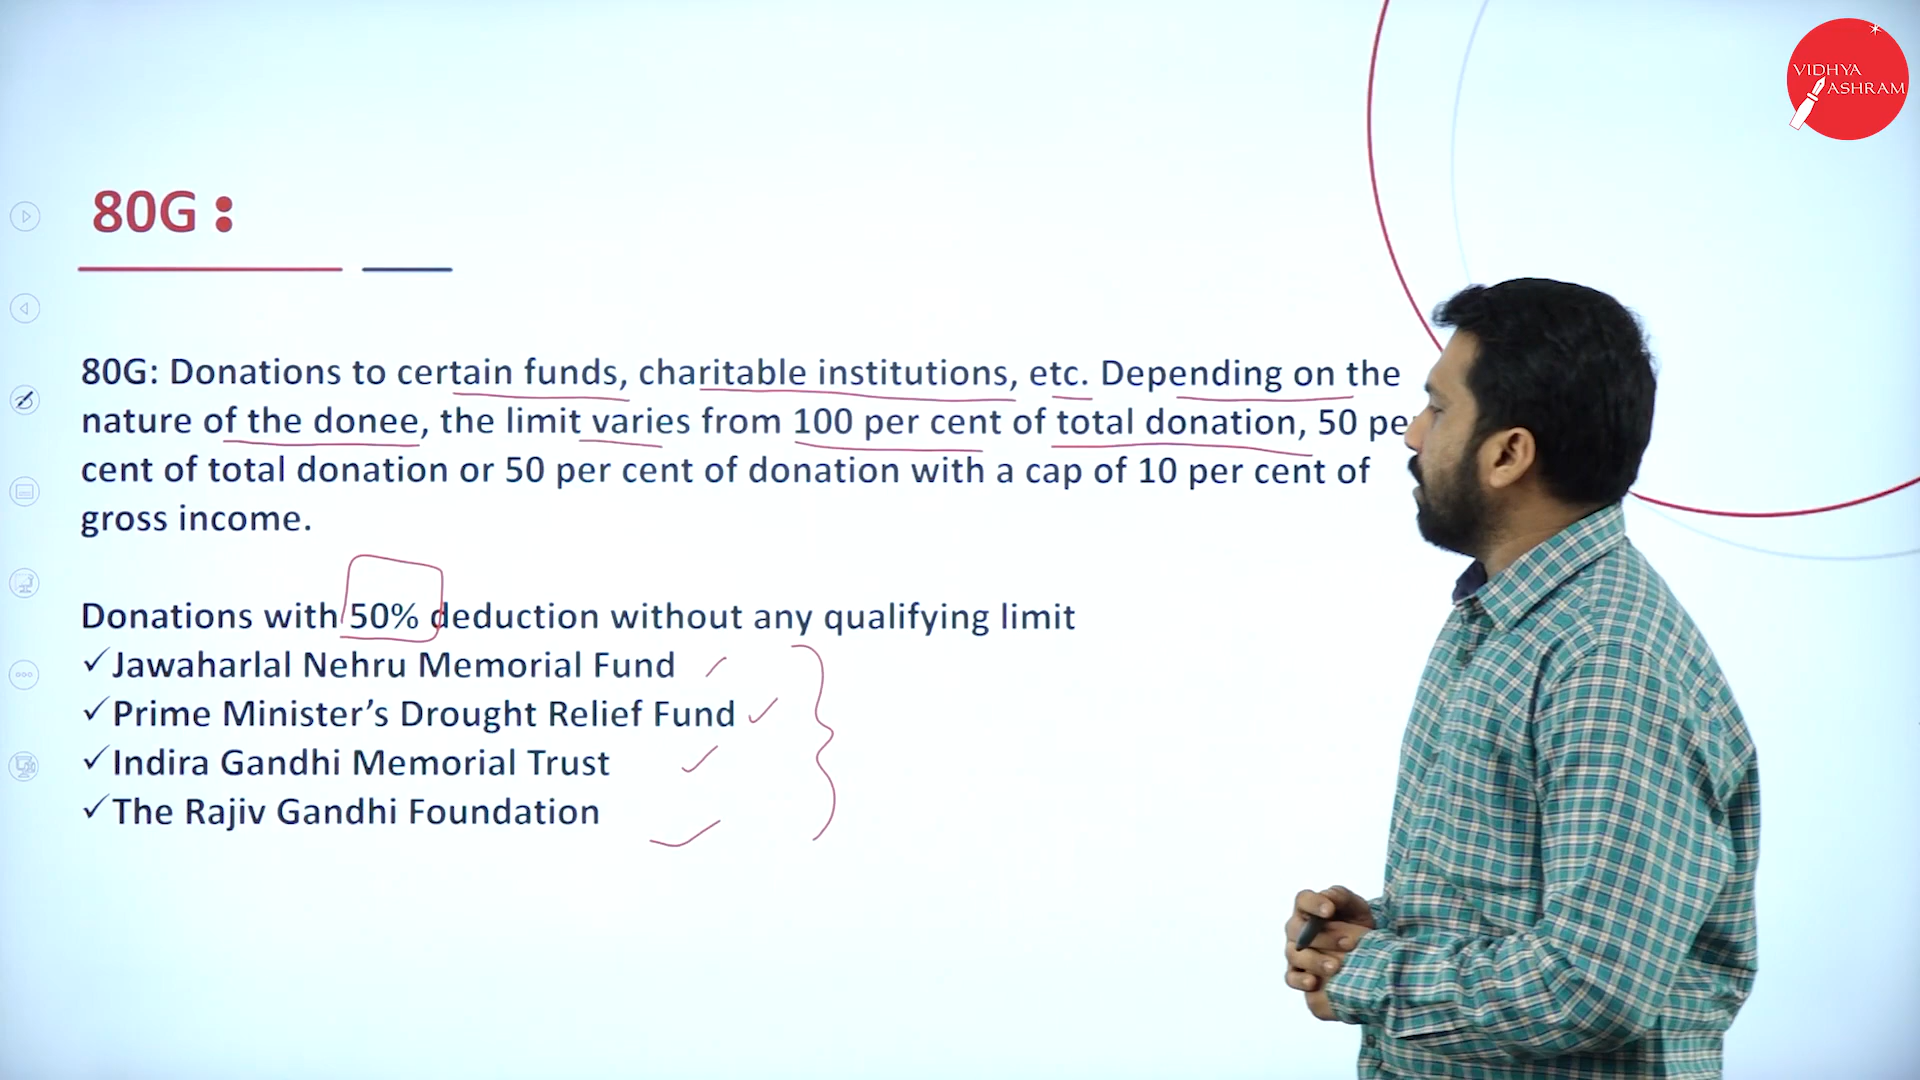 VIDHYA
ASHRAM
80G :
80G: Donations to certain funds, charitable institutions, etc. Depending on the
nature of the donee, the limit varies from 100 per cent of total donation, 50 pe
cent of total donation or 50 per cent of donation with a cap of 10 per cent of
gross income.
Donations with 50% deduction without any qualifying limit
✓Jawaharlal Nehru Memorial Fund
✓Prime Minister’s Drought Relief Fund
✓Indira Gandhi Memorial Trust
✓The Rajiv Gandhi Foundation